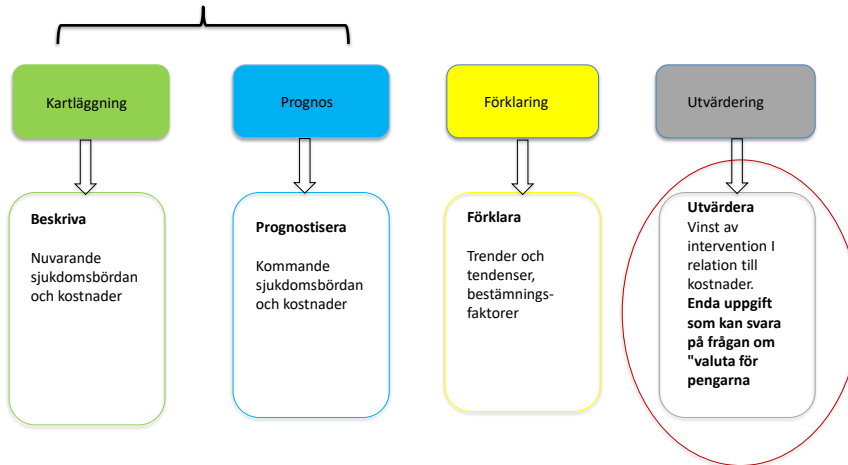 Kartläggning
Prognos
Förklaring
Utvärdering
Beskriva
Nuvarande
sjukdomsbördan
och kostnader
Prognostisera
Kommande
sjukdomsbördan
och kostnader
Förklara
Trender och
tendenser,
bestämnings-
faktorer
Utvärdera
Vinst av
intervention I
relation till
kostnader.
Enda uppgift
som kan svara
på frågan om
"valuta för
pengarna